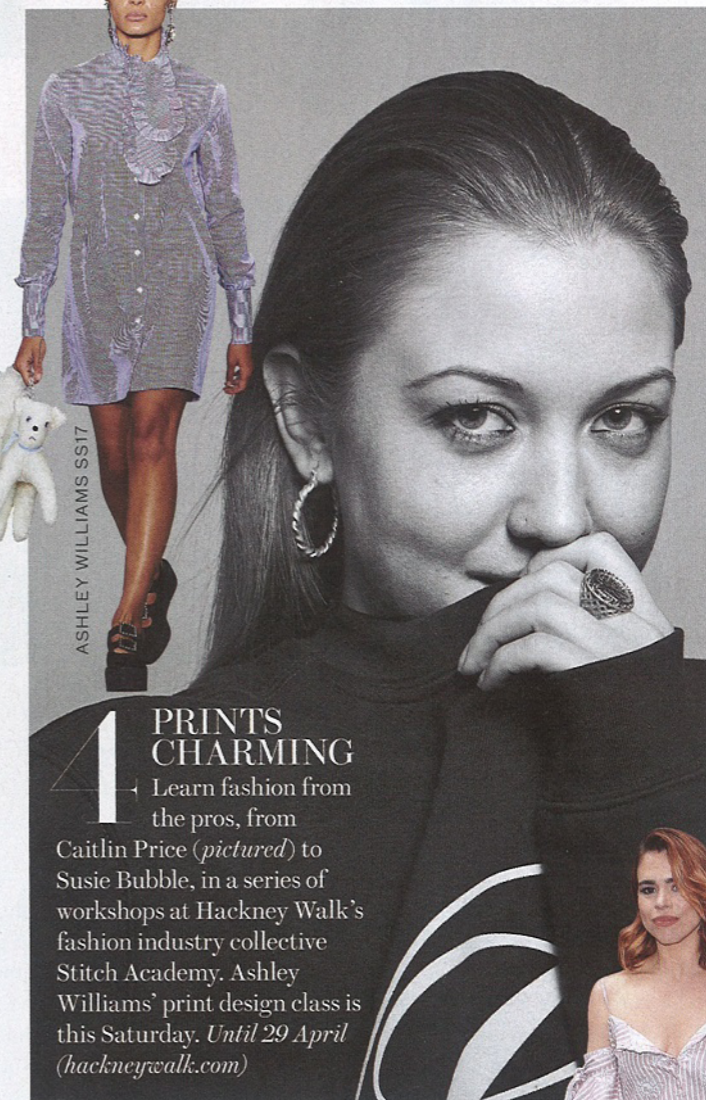 ASHLEY WILLIAMS SS17
4 PRINTS
CHARMING
Learn fashion from
the pros, from
Caitlin Price (pictured) to
Susie Bubble, in a series of
workshops at Hackney Walk's
fashion industry collective
Stitch Academy. Ashley
Williams' print design class is
this Saturday. Until 29 April
(hackneywalk.com)